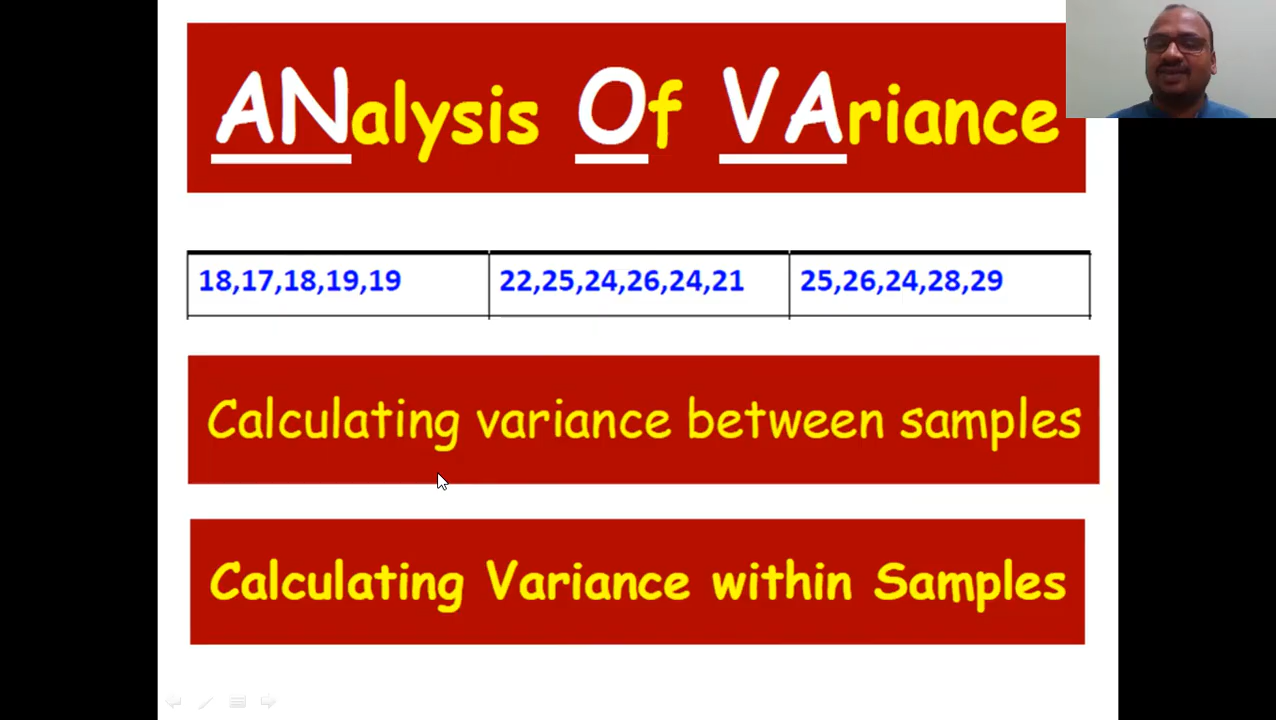 ANalysis Of VAriance
18,17,18,19,19
22,25,24,26,24,21
25,26,24,28,29
Calculating variance between samples
Calculating Variance within Samples